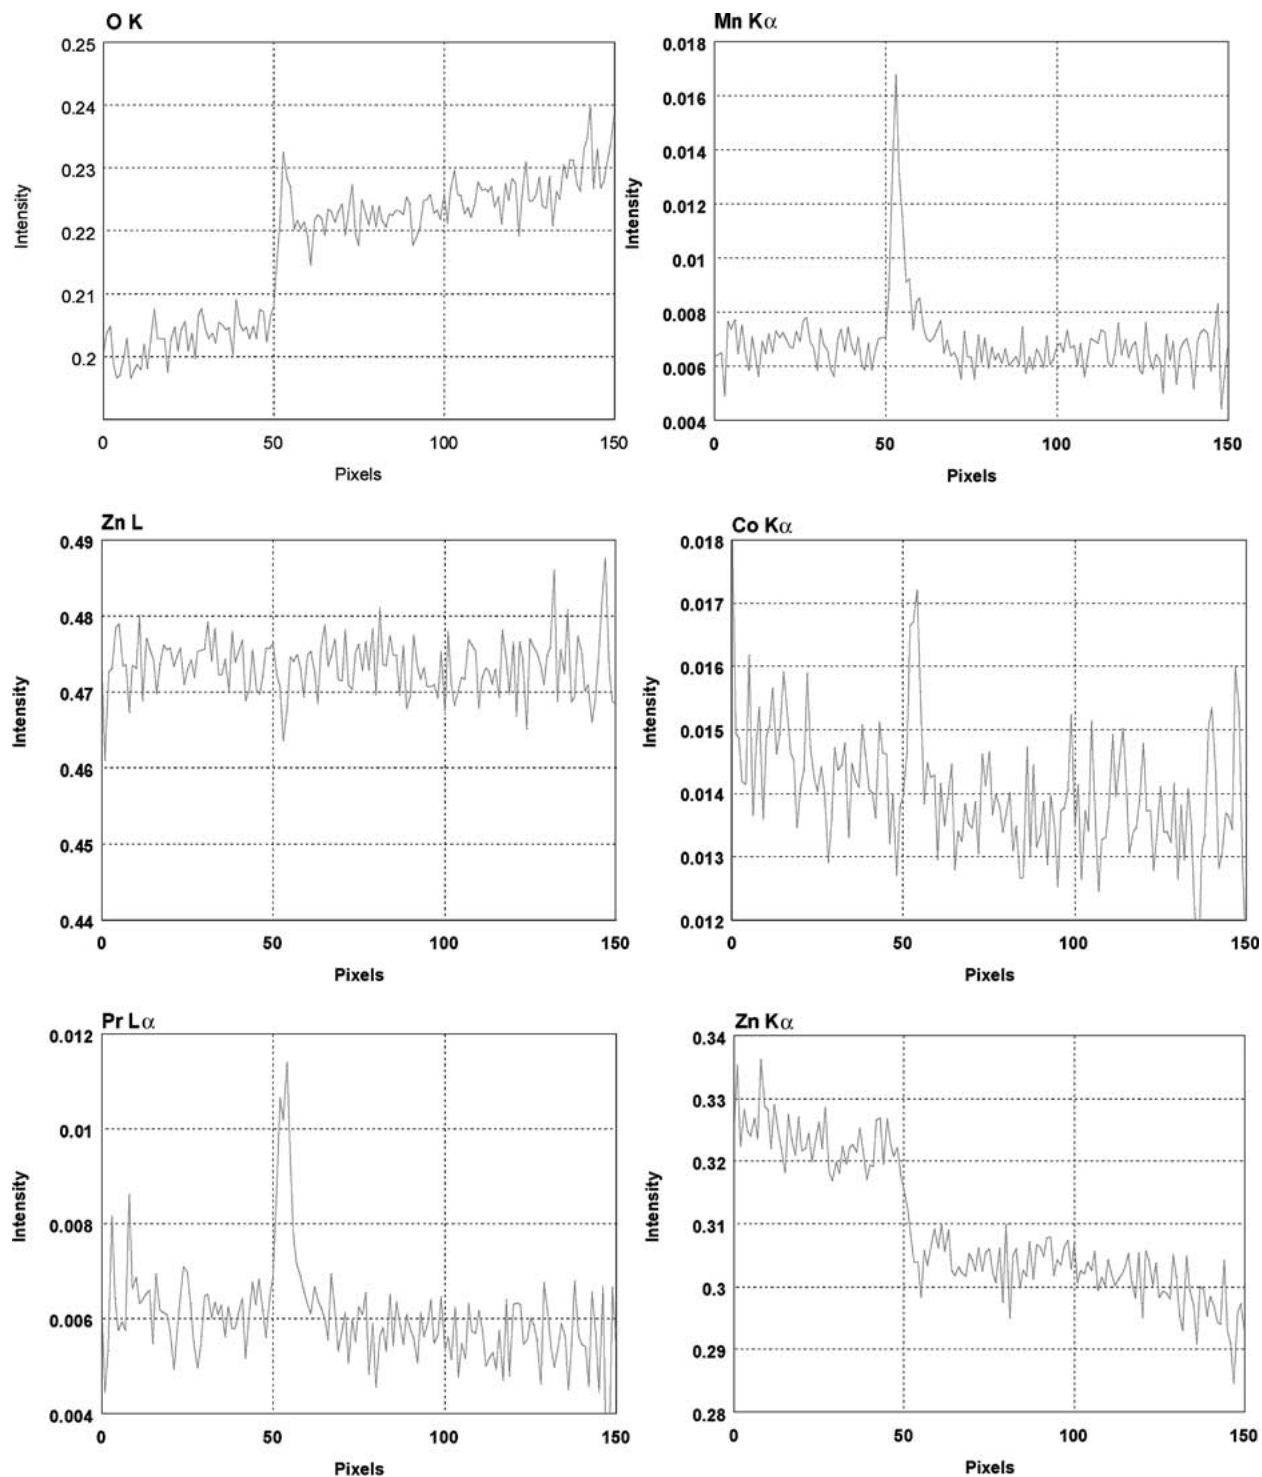 O K
0.25
0.24
0.23
0.22
0.21
0.2
Intensity
0 50 100 150
Pixels
Mn Kα
0.018
0.016
0.014
0.012
0.01
0.008
0.006
0.004
Intensity
0 50 100 150
Pixels
Zn L
0.49
0.48
0.47
0.46
0.45
0.44
Intensity
0 50 100 150
Pixels
Co Kα
0.018
0.017
0.016
0.015
0.014
0.013
0.012
Intensity
0 50 100 150
Pixels
Pr Lα
0.012
0.01
0.008
0.006
0.004
Intensity
0 50 100 150
Pixels
Zn Kα
0.34
0.33
0.32
0.31
0.3
0.29
0.28
Intensity
0 50 100 150
Pixels